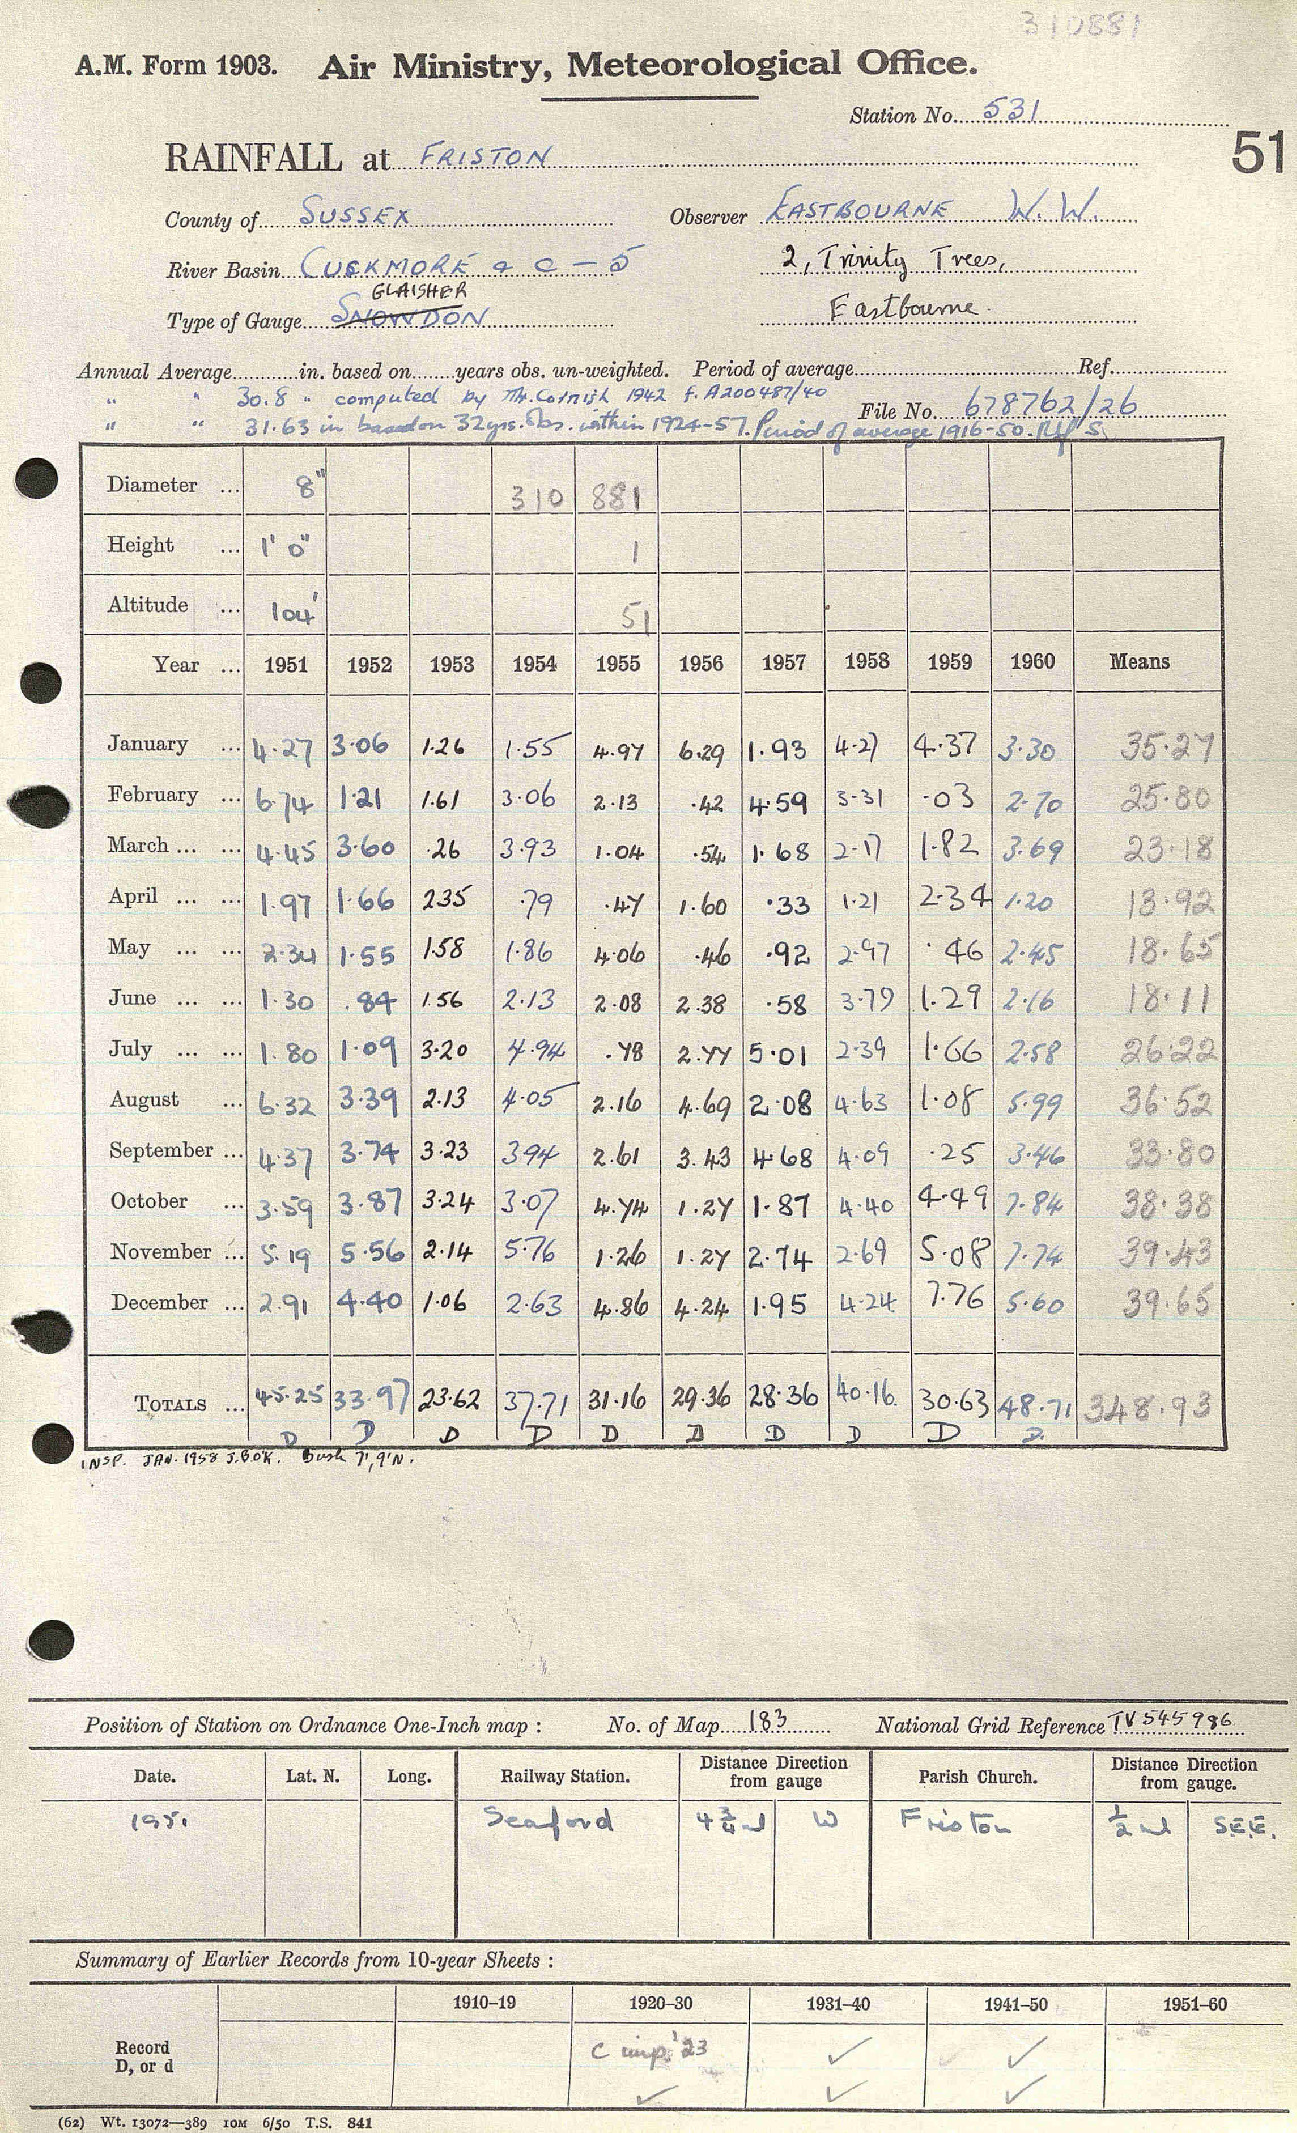 310881
A.M. Form 1903. Air Ministry, Meteorological Office.
Station No. 531
51
RAINFALL at FRISTON
County of SUSSEX Observer EASTBOURNE W.W.
River Basin CUCKMORE & C - 5 2, Trinity Trees,
GLAISHER
Type of Gauge SNOWDON Eastbourne.
Annual Average in. based on years obs. un-weighted. Period of average Ref.
" " 30.8 " computed by Mr. Cornish 1942 f. A200487/40
File No. 678762/26
" " 31.63 in based on 32 yrs. Obs. within 1924-57. Period of average 1916-50. Ref S.
Diameter ... 8" 310 881
Height ... 1' 0" 1
Altitude ... 104' 51
Year ... 1951 1952 1953 1954 1955 1956 1957 1958 1959 1960 Means
January ... 4.27 3.06 1.26 1.55 4.97 6.29 1.93 4.27 4.37 3.30 35.27
February ... 6.74 1.21 1.61 3.06 2.13 .42 4.59 3.31 .03 2.70 25.80
March ... ... 4.45 3.60 .26 3.93 1.04 .54 1.68 2.17 1.82 3.69 23.18
April ... ... 1.97 1.66 2.35 .79 .47 1.60 .33 1.21 2.34 1.20 13.92
May ... ... 2.34 1.55 1.58 1.86 4.06 .46 .92 2.97 .46 2.45 18.65
June ... ... 1.30 .84 1.56 2.13 2.08 2.38 .58 3.79 1.29 2.16 18.11
July ... ... 1.80 1.09 3.20 4.94 .78 2.77 5.01 2.39 1.66 2.58 26.22
August ... 6.32 3.39 2.13 4.05 2.16 4.69 2.08 4.63 1.08 5.99 36.52
September ... 4.37 3.74 3.23 3.94 2.61 3.43 4.68 4.09 .25 3.46 33.80
October ... 3.59 3.87 3.24 3.07 4.74 1.27 1.87 4.40 4.49 7.84 38.38
November ... 5.19 5.56 2.14 5.76 1.26 1.27 2.74 2.69 5.08 7.74 39.43
December ... 2.91 4.40 1.06 2.63 4.86 4.24 1.95 4.24 7.76 5.60 39.65
TOTALS ... 45.25 33.97 23.62 37.71 31.16 29.36 28.36 40.16 30.63 48.71 348.93
D D D D D D D D D D
INSP. JAN. 1958 J.B.O'K. Bush 7', 9' N.
Position of Station on Ordnance One-Inch map : No. of Map 183 National Grid Reference TV 545 986
Date. Lat. N. Long. Railway Station. Distance Direction from gauge Parish Church. Distance Direction from gauge.
1951 Seaford 4 3/4 ml W Friston 1/2 ml S.E.E.
Summary of Earlier Records from 10-year Sheets :
1910–19 1920–30 1931–40 1941–50 1951–60
Record D, or d C imp. '23 ✓ ✓
✓ ✓ ✓
(62) Wt. 13072—389 10M 6/50 T.S. 841